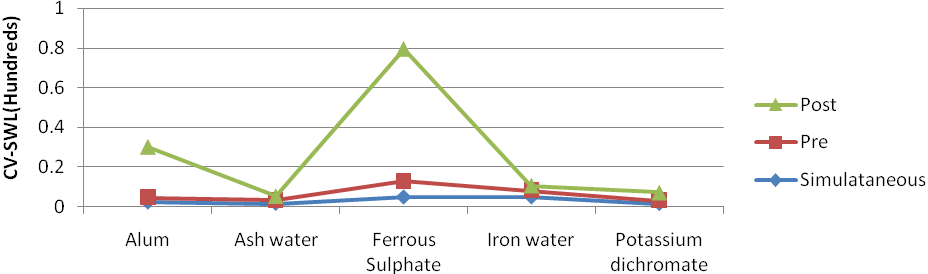 CV-SWL(Hundreds)
1
0.8
0.6
0.4
0.2
0
Alum
Ash water
Ferrous
Sulphate
Iron water
Potassium
dichromate
Post
Pre
Simulataneous